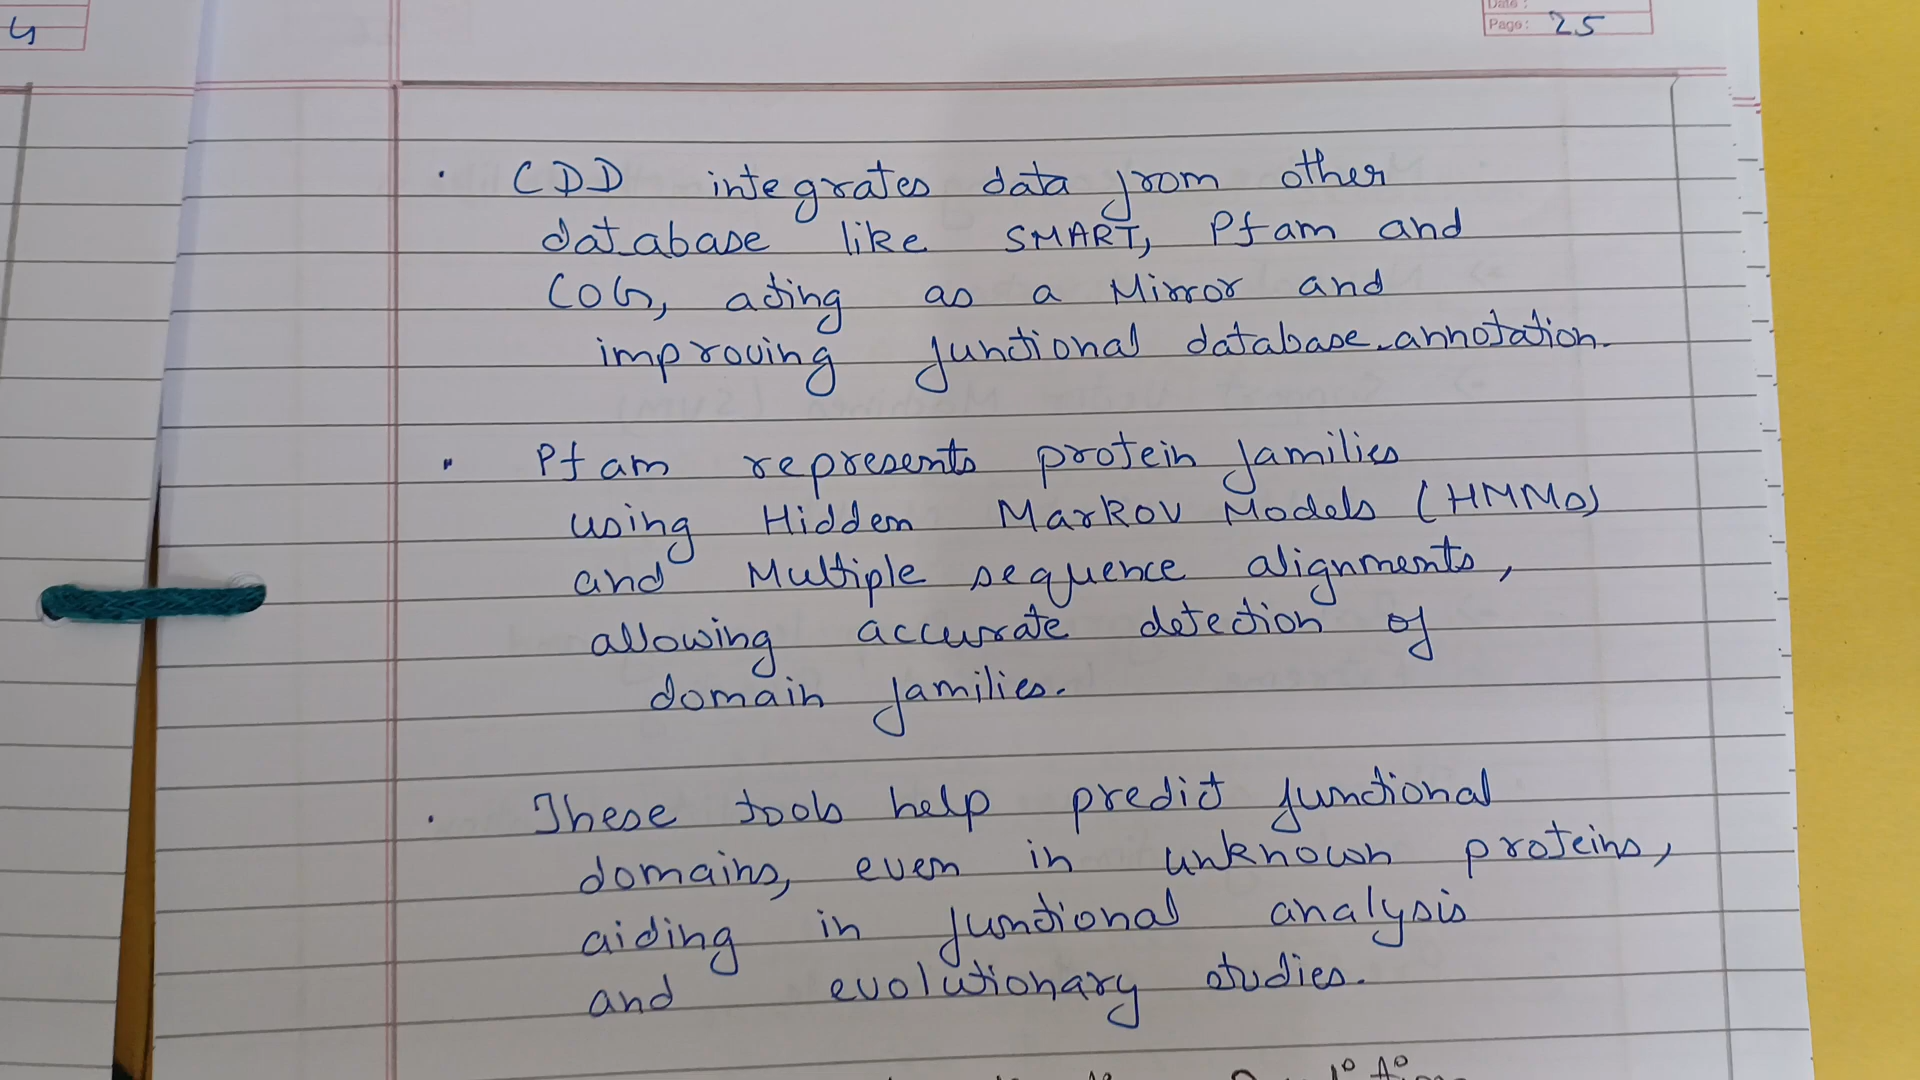 4
Date :
Page: 25
· CDD integrates data from other
database like SMART, Pfam and
COG, acting as a Mirror and
improving functional database annotation.
· Pfam represents protein families
using Hidden Markov Models (HMMs)
and Multiple sequence alignments,
allowing accurate detection of
domain families.
· These tools help predict functional
domains, even in unknown proteins,
aiding in functional analysis
and evolutionary studies.